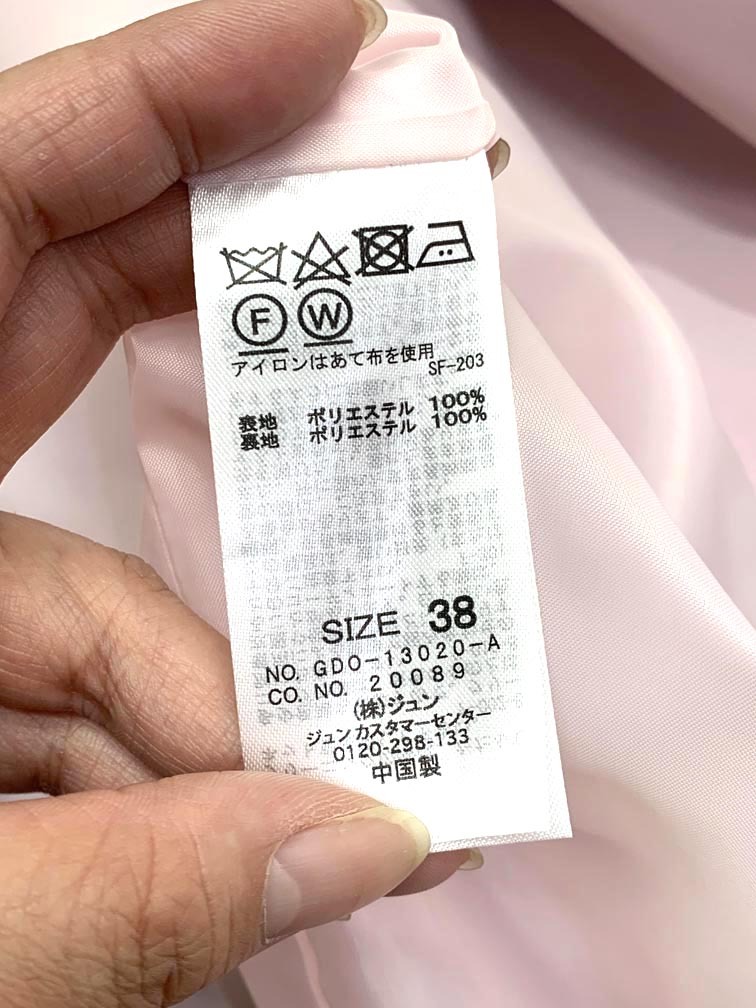 F W
アイロンはあて布を使用
SF-203
表地 ポリエステル 100%
裏地 ポリエステル 100%
SIZE 38
NO. GDO-13020-A
CO. NO. 20089
(株)ジュン
ジュンカスタマーセンター
0120-298-133
中国製